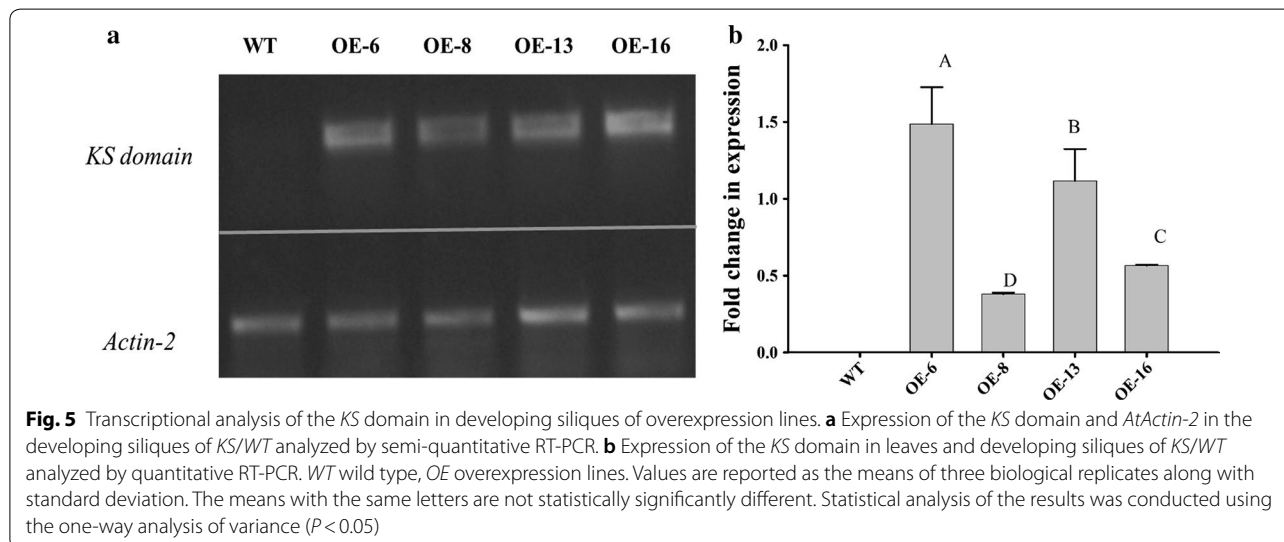 a
WT OE-6 OE-8 OE-13 OE-16
KS domain
Actin-2
b
Fold change in expression
2.0
1.5
1.0
0.5
0.0
A
B
C
D
WT OE-6 OE-8 OE-13 OE-16
Fig. 5 Transcriptional analysis of the KS domain in developing siliques of overexpression lines. a Expression of the KS domain and AtActin-2 in the
developing siliques of KS/WT analyzed by semi-quantitative RT-PCR. b Expression of the KS domain in leaves and developing siliques of KS/WT
analyzed by quantitative RT-PCR. WT wild type, OE overexpression lines. Values are reported as the means of three biological replicates along with
standard deviation. The means with the same letters are not statistically significantly different. Statistical analysis of the results was conducted using
the one-way analysis of variance (P < 0.05)